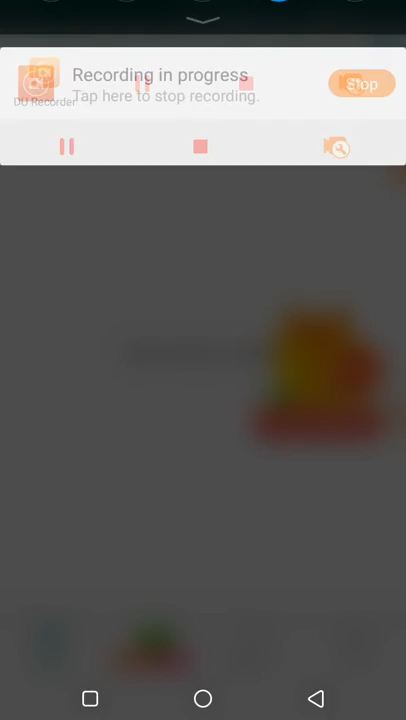 Recording in progress
Tap here to stop recording.
Stop
DU Recorder